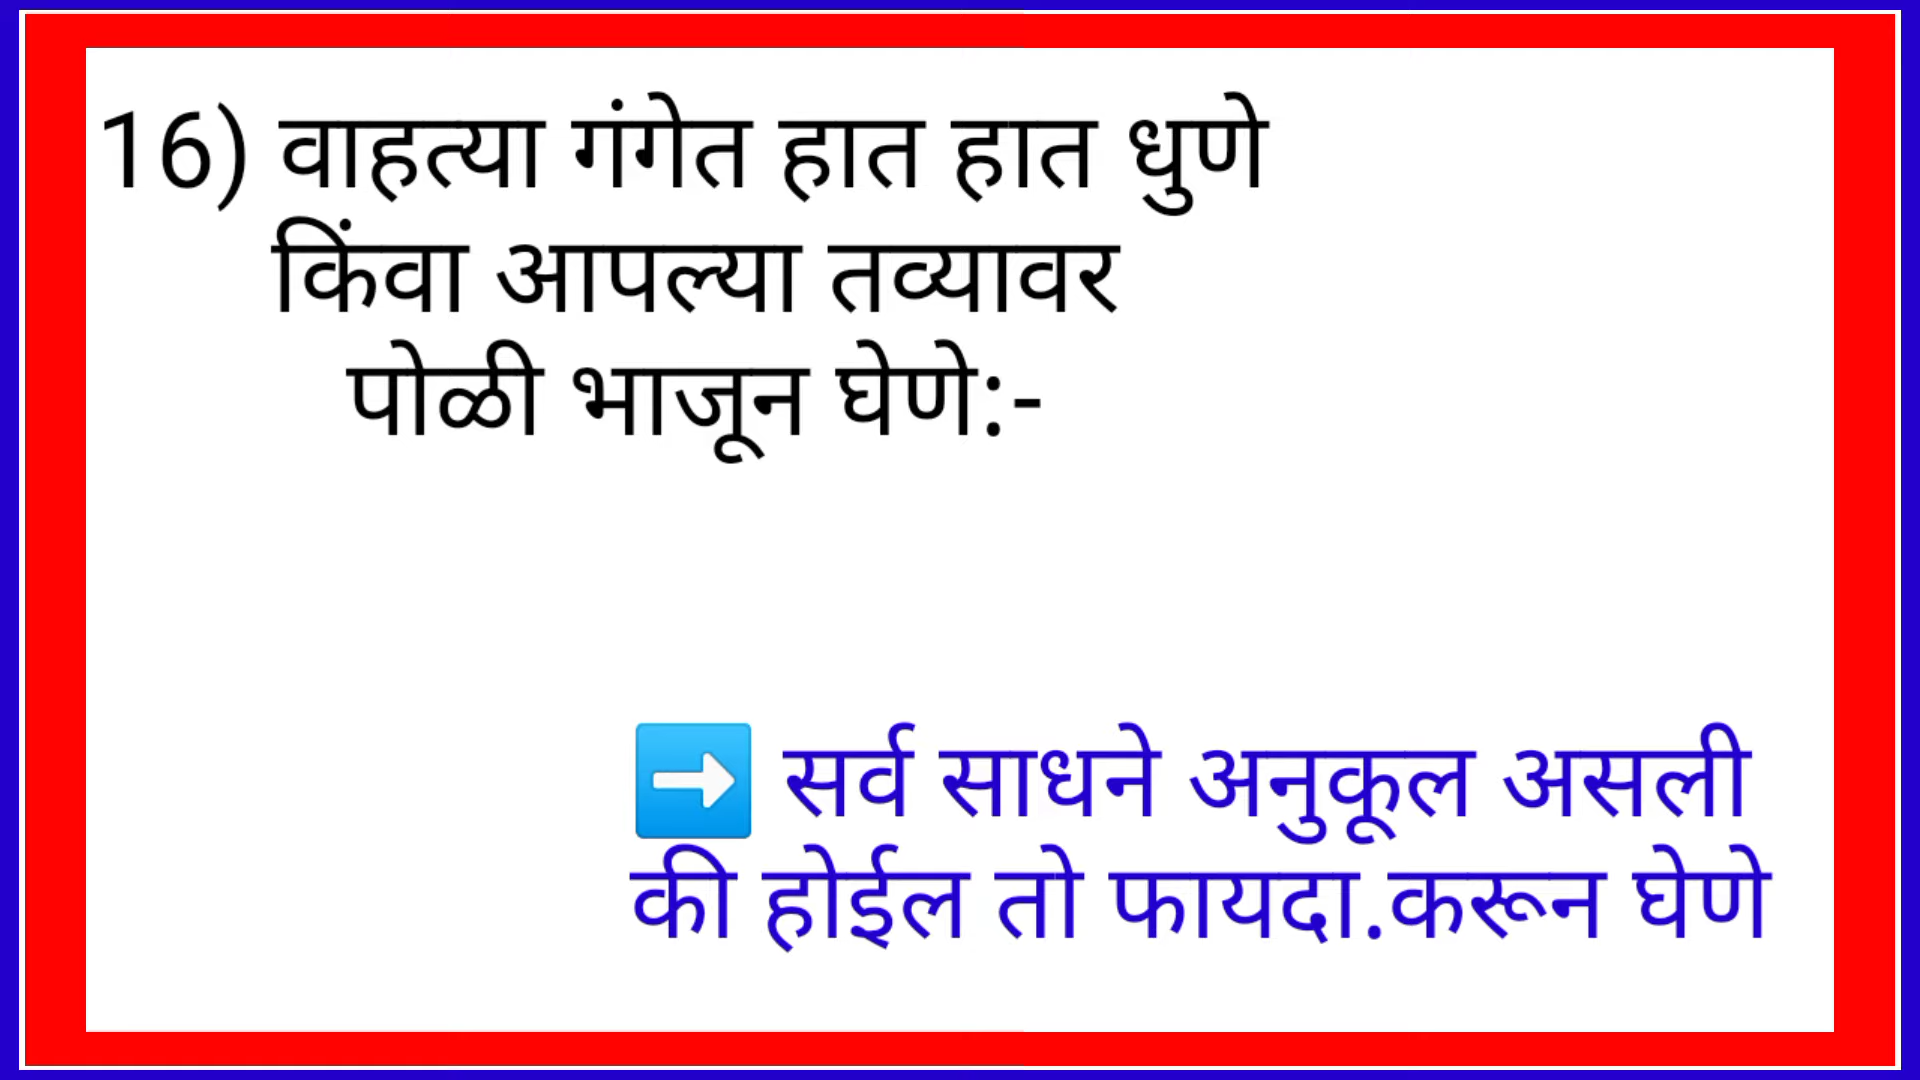 16) वाहत्या गंगेत हात हात धुणे
किंवा आपल्या तव्यावर
पोळी भाजून घेणे:-
➡️ सर्व साधने अनुकूल असली
की होईल तो फायदा.करून घेणे